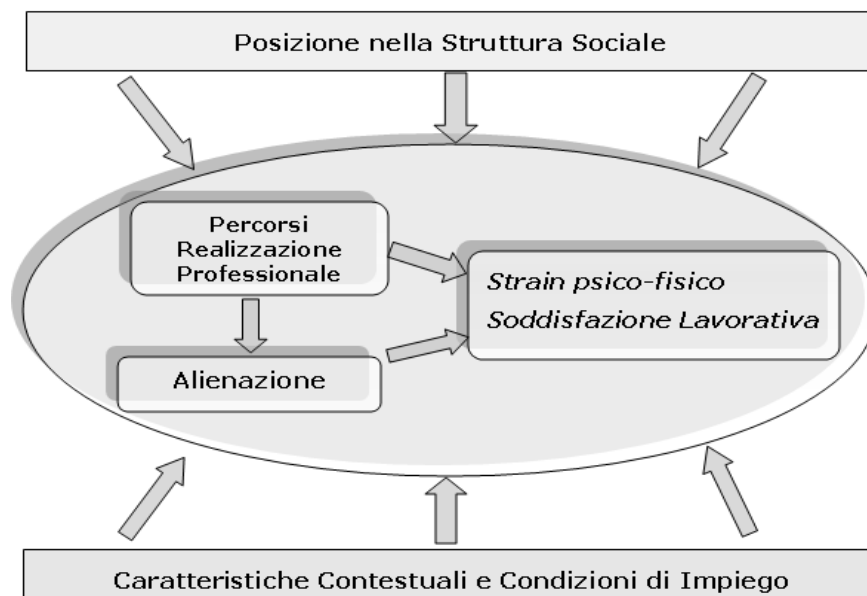 Posizione nella Struttura Sociale
Percorsi
Realizzazione
Professionale
Strain psico-fisico
Soddisfazione Lavorativa
Alienazione
Caratteristiche Contestuali e Condizioni di Impiego